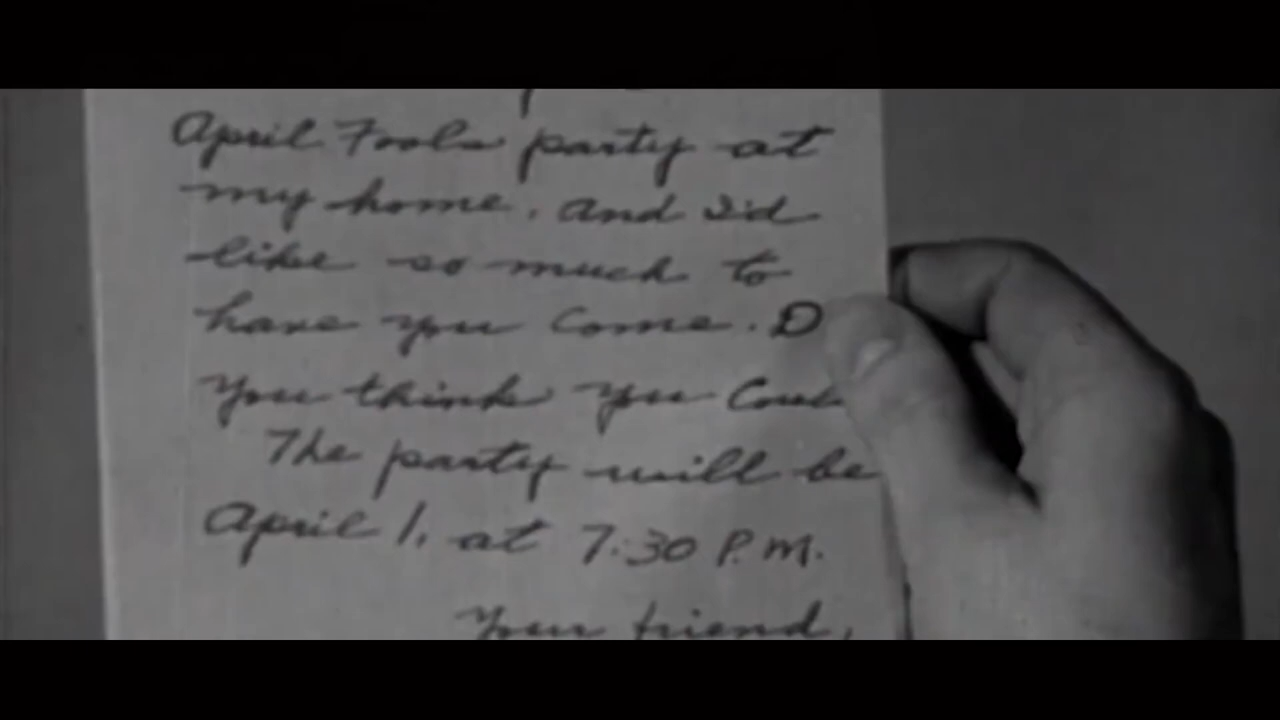 April Fools party at
my home. And I'd
like so much to
have you come. D
you think you Coul
The party will be
April 1, at 7:30 P.M.
Your friend,